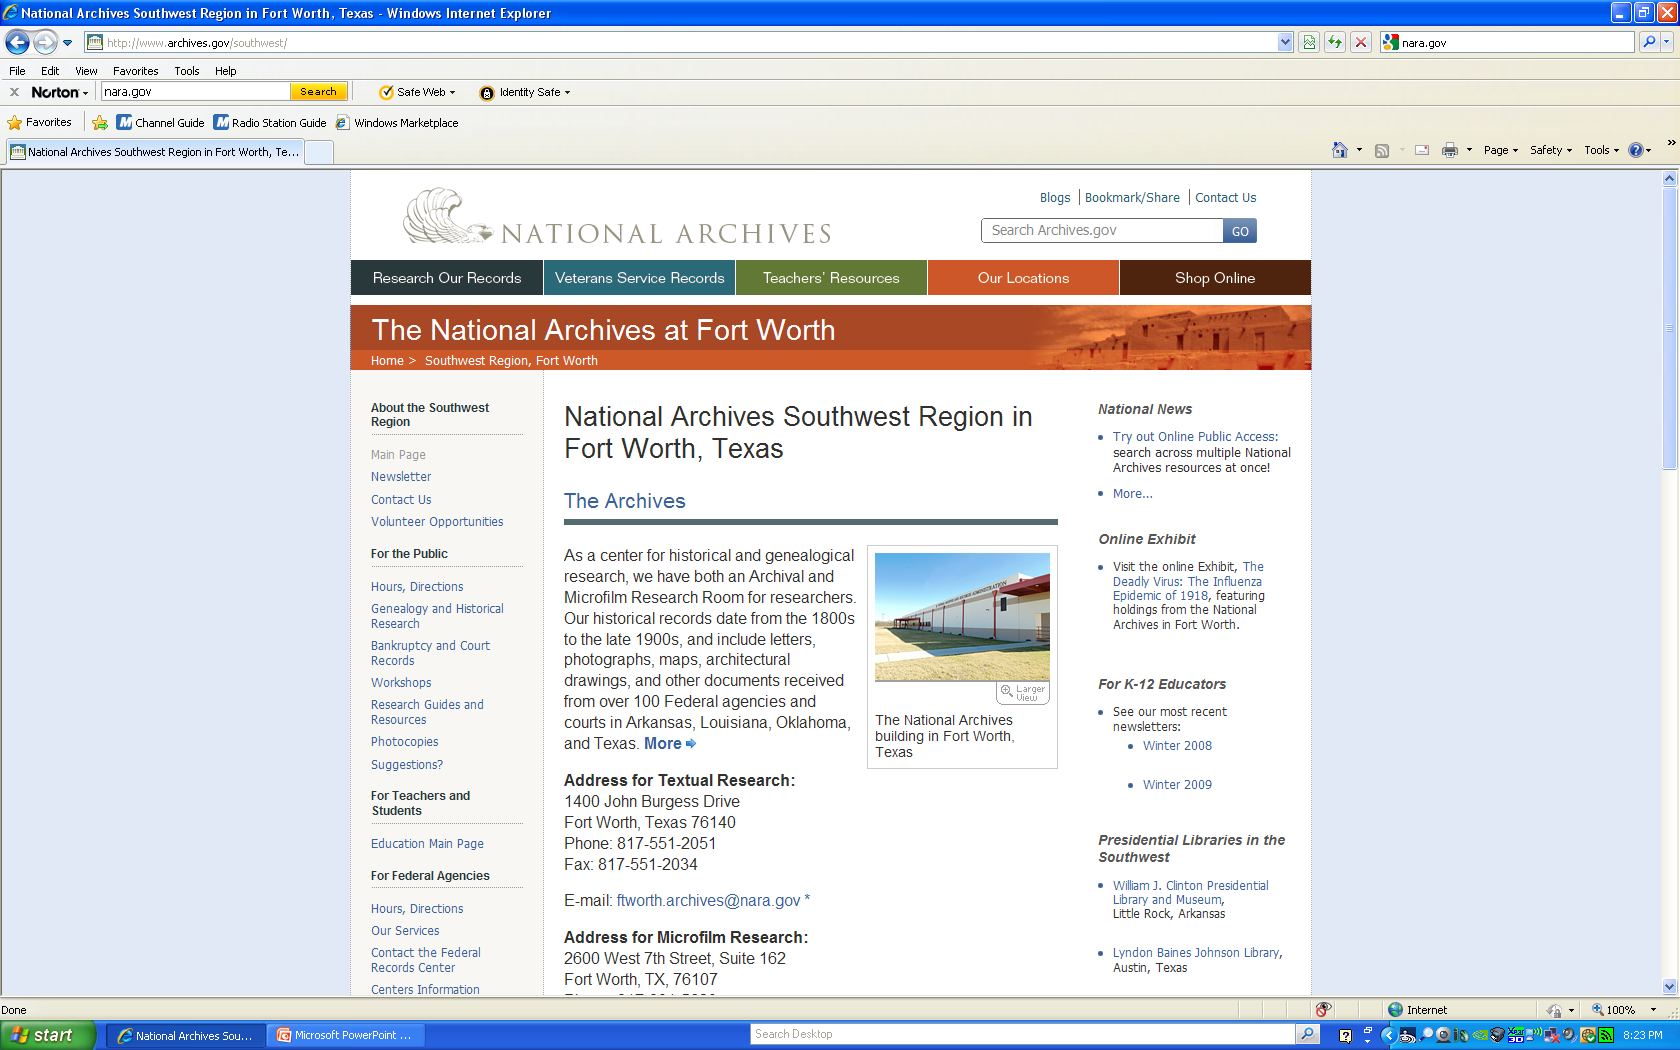 National Archives Southwest Region in Fort Worth, Texas - Windows Internet Explorer
http://www.archives.gov/southwest/
nara.gov
File Edit View Favorites Tools Help
x Norton nara.gov Search Safe Web Identity Safe
Favorites Channel Guide Radio Station Guide Windows Marketplace
National Archives Southwest Region in Fort Worth, Te...
Page Safety Tools
Blogs Bookmark/Share Contact Us
NATIONAL ARCHIVES
Search Archives.gov GO
Research Our Records Veterans Service Records Teachers' Resources Our Locations Shop Online
The National Archives at Fort Worth
Home > Southwest Region, Fort Worth
About the Southwest
Region
Main Page
Newsletter
Contact Us
Volunteer Opportunities
For the Public
Hours, Directions
Genealogy and Historical
Research
Bankruptcy and Court
Records
Workshops
Research Guides and
Resources
Photocopies
Suggestions?
For Teachers and
Students
Education Main Page
For Federal Agencies
Hours, Directions
Our Services
Contact the Federal
Records Center
Centers Information
National Archives Southwest Region in
Fort Worth, Texas
The Archives
As a center for historical and genealogical
research, we have both an Archival and
Microfilm Research Room for researchers.
Our historical records date from the 1800s
to the late 1900s, and include letters,
photographs, maps, architectural
drawings, and other documents received
from over 100 Federal agencies and
courts in Arkansas, Louisiana, Oklahoma,
and Texas. More
Larger
View
The National Archives
building in Fort Worth,
Texas
Address for Textual Research:
1400 John Burgess Drive
Fort Worth, Texas 76140
Phone: 817-551-2051
Fax: 817-551-2034
E-mail: ftworth.archives@nara.gov *
Address for Microfilm Research:
2600 West 7th Street, Suite 162
Fort Worth, TX, 76107
National News
Try out Online Public Access:
search across multiple National
Archives resources at once!
More...
Online Exhibit
Visit the online Exhibit, The
Deadly Virus: The Influenza
Epidemic of 1918, featuring
holdings from the National
Archives in Fort Worth.
For K-12 Educators
See our most recent
newsletters:
Winter 2008
Winter 2009
Presidential Libraries in the
Southwest
William J. Clinton Presidential
Library and Museum,
Little Rock, Arkansas
Lyndon Baines Johnson Library,
Austin, Texas
Done Internet 100%
start National Archives Sou... Microsoft PowerPoint ... Search Desktop 8:23 PM